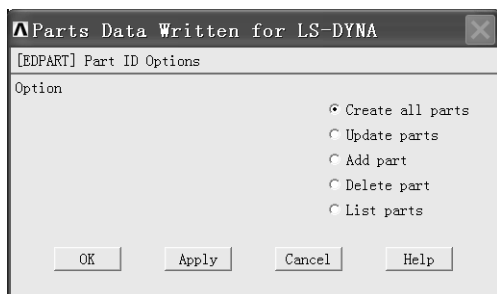 Parts Data Written for LS-DYNA
[EDPART] Part ID Options
Option
Create all parts
Update parts
Add part
Delete part
List parts
OK Apply Cancel Help